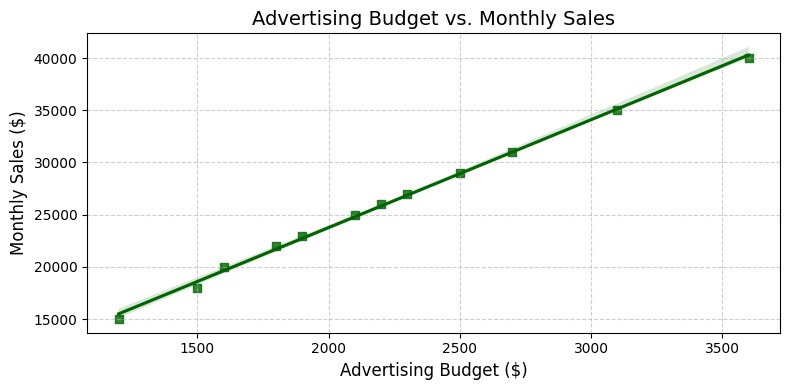 Advertising Budget vs. Monthly Sales
Monthly Sales ($)
40000
35000
30000
25000
20000
15000
1500 2000 2500 3000 3500
Advertising Budget ($)